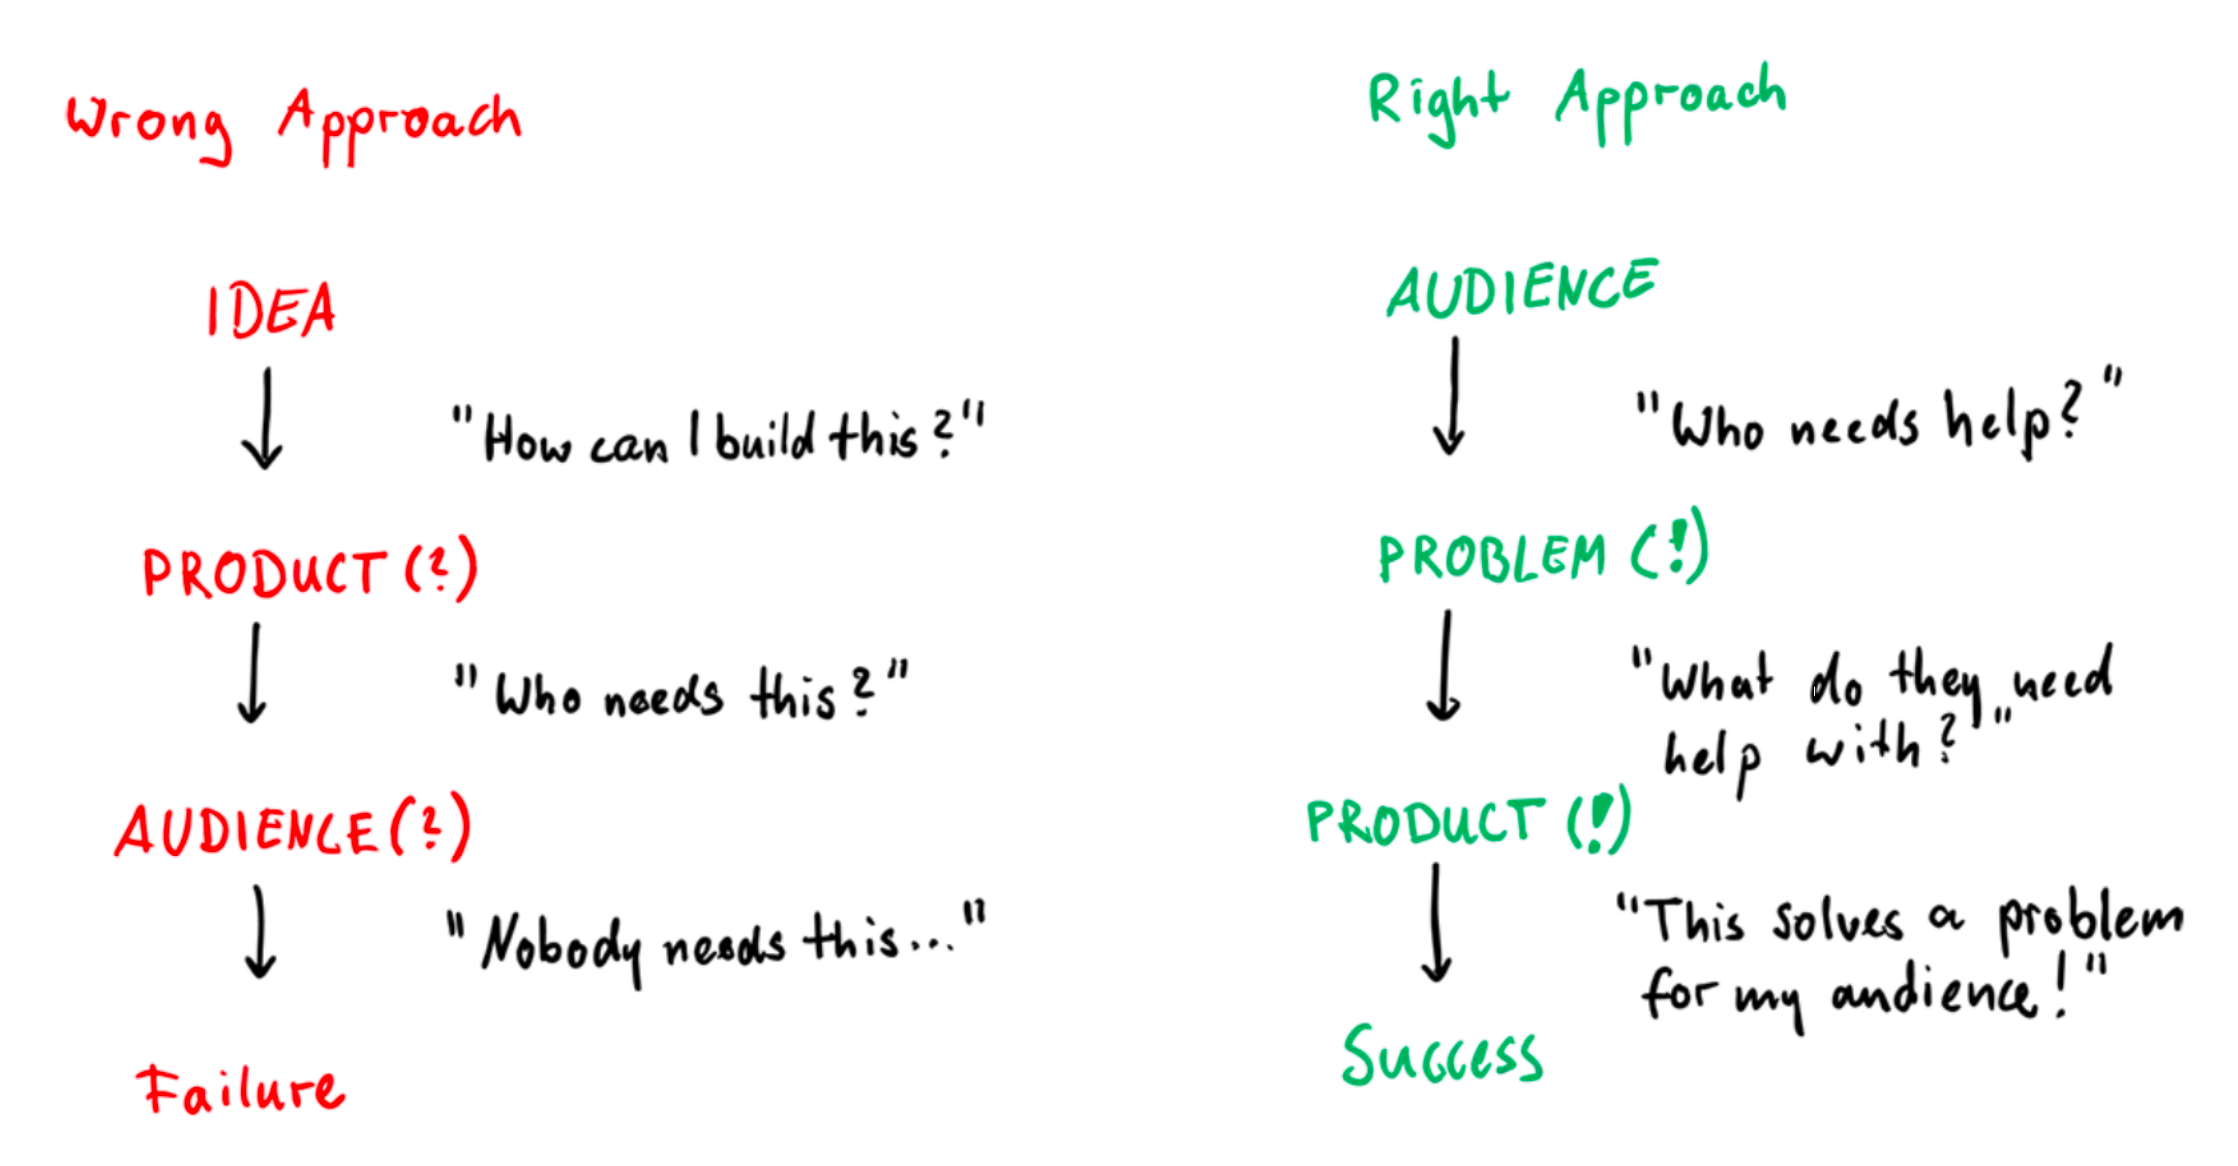 Wrong Approach
IDEA
"How can I build this?"
PRODUCT (?)
"Who needs this?"
AUDIENCE (?)
"Nobody needs this..."
Failure
Right Approach
AUDIENCE
"Who needs help?"
PROBLEM (!)
"What do they need
help with?"
PRODUCT (!)
"This solves a problem
for my audience!"
Success